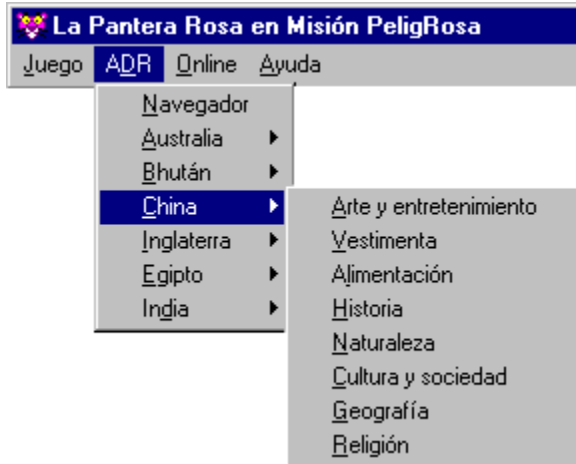 La Pantera Rosa en Misión PeligRosa
Juego ADR Online Ayuda
Navegador
Australia
Bhután
China
Inglaterra
Egipto
India
Arte y entretenimiento
Vestimenta
Alimentación
Historia
Naturaleza
Cultura y sociedad
Geografía
Religión